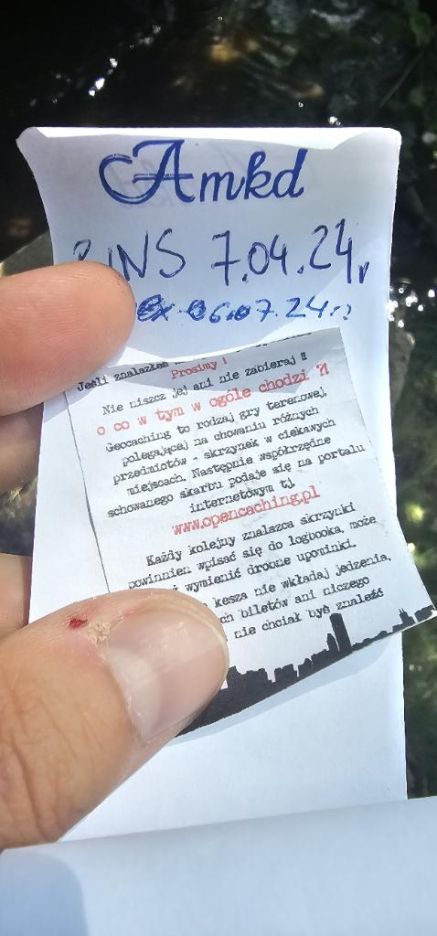 Amkd
7.04.24r
06.07.24r
Jeśli znalazłeś
Prosimy !
Nie niszcz jej ani nie zabieraj !!
o co w tym w ogóle chodzi ?!
Geocaching to rodzaj gry terenowej,
polegającej na chowaniu różnych
przedmiotów - skrzynek w ciekawych
miejscach. Następnie współrzędne
schowanego skarbu podaje się na portalu
internetowym tj
www.opencaching.pl
Każdy kolejny znalazca skrzynki
powinnien wpisać się do logbooka, może
wymienić drobne upominki.
kesza nie wkładaj jedzenia,
ch biletów ani niczego
nie chciał byś znaleźć